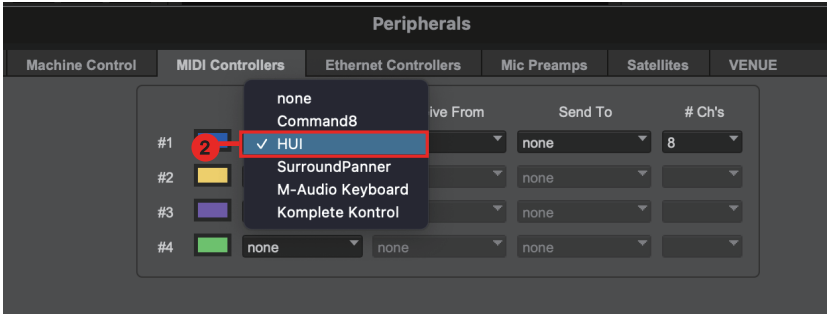 Peripherals
Machine Control MIDI Controllers Ethernet Controllers Mic Preamps Satellites VENUE
none
Command8
HUI
SurroundPanner
M-Audio Keyboard
Komplete Kontrol
ive From Send To # Ch's
#1 2 none 8
#2 none
#3 none
#4 none none none